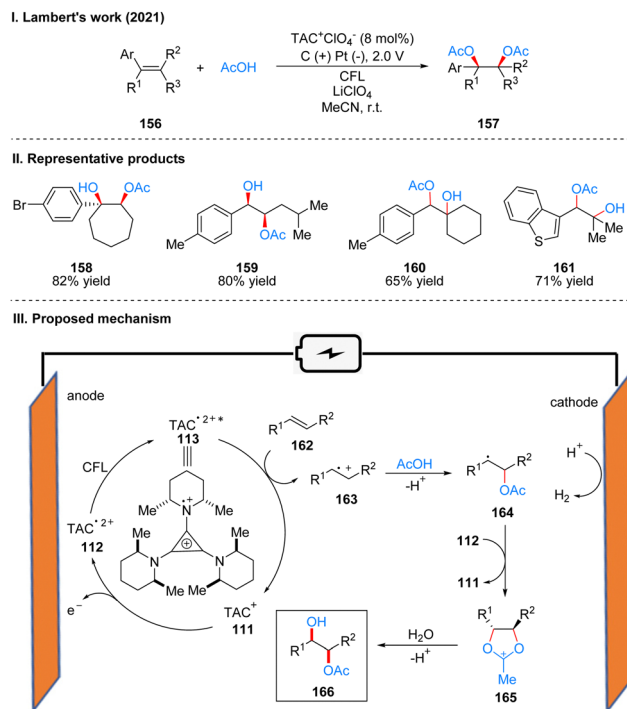 I. Lambert's work (2021)
Ar
R²
R¹
R³
156
+
AcOH
TAC⁺ClO₄⁻ (8 mol%)
C (+) Pt (-), 2.0 V
CFL
LiClO₄
MeCN, r.t.
AcO
OAc
Ar
R²
R¹
R³
157
II. Representative products
Br
HO
OAc
158
82% yield
OH
Me
OAc
Me
Me
159
80% yield
AcO
OH
Me
160
65% yield
OAc
OH
S
Me
Me
161
71% yield
III. Proposed mechanism
anode
cathode
TAC•²⁺*
113
CFL
TAC•²⁺
112
e⁻
TAC⁺
111
Me
N
•+
Me
Me
N
⊕
N
Me
Me
Me
R¹
R²
162
R¹
•
+
R²
163
AcOH
-H⁺
R¹
•
R²
OAc
164
H⁺
H₂
112
111
R¹
R²
O
O
+
Me
165
H₂O
-H⁺
OH
R¹
R²
OAc
166